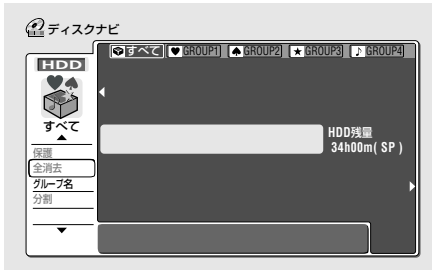 ディスクナビ
すべて GROUP1 GROUP2 GROUP3 GROUP4
HDD
すべて
HDD残量
34h00m( SP )
保護
全消去
グループ名
分割